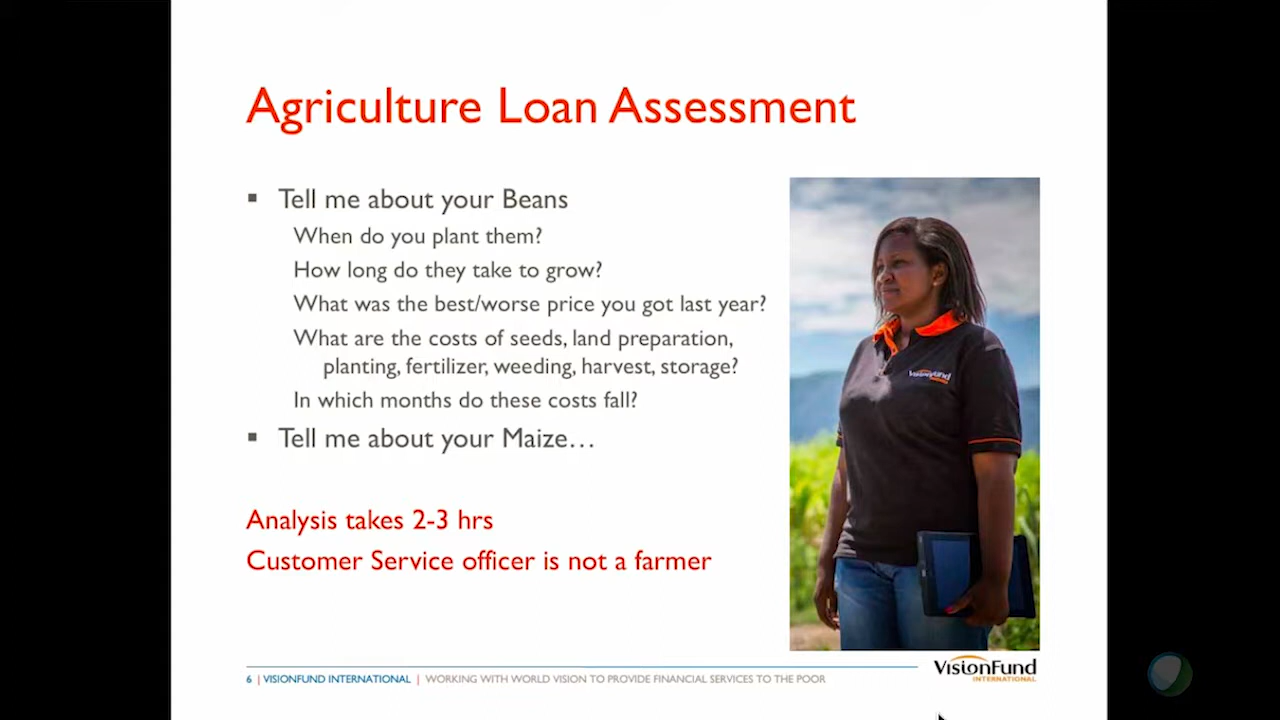 Agriculture Loan Assessment
▪ Tell me about your Beans
When do you plant them?
How long do they take to grow?
What was the best/worse price you got last year?
What are the costs of seeds, land preparation,
planting, fertilizer, weeding, harvest, storage?
In which months do these costs fall?
▪ Tell me about your Maize…
Analysis takes 2-3 hrs
Customer Service officer is not a farmer
VisionFund
6 | VISIONFUND INTERNATIONAL | WORKING WITH WORLD VISION TO PROVIDE FINANCIAL SERVICES TO THE POOR
VisionFund
INTERNATIONAL